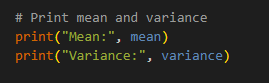 # Print mean and variance
print("Mean:", mean)
print("Variance:", variance)